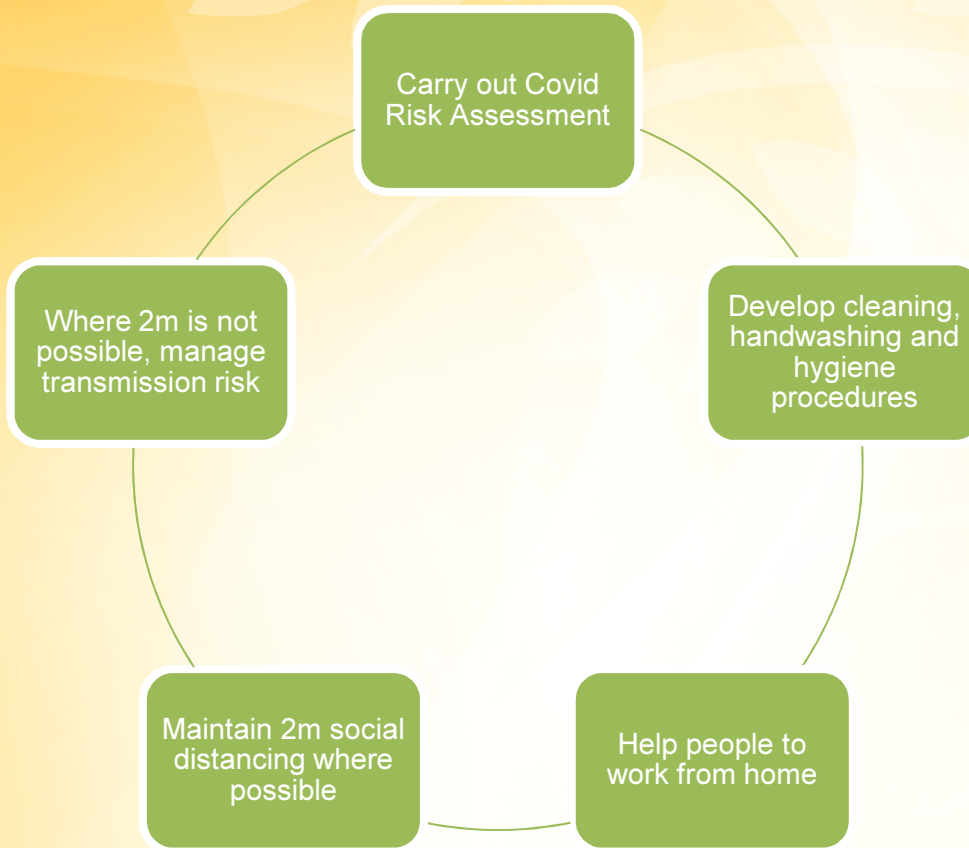 Carry out Covid
Risk Assessment
Develop cleaning,
handwashing and
hygiene
procedures
Help people to
work from home
Maintain 2m social
distancing where
possible
Where 2m is not
possible, manage
transmission risk